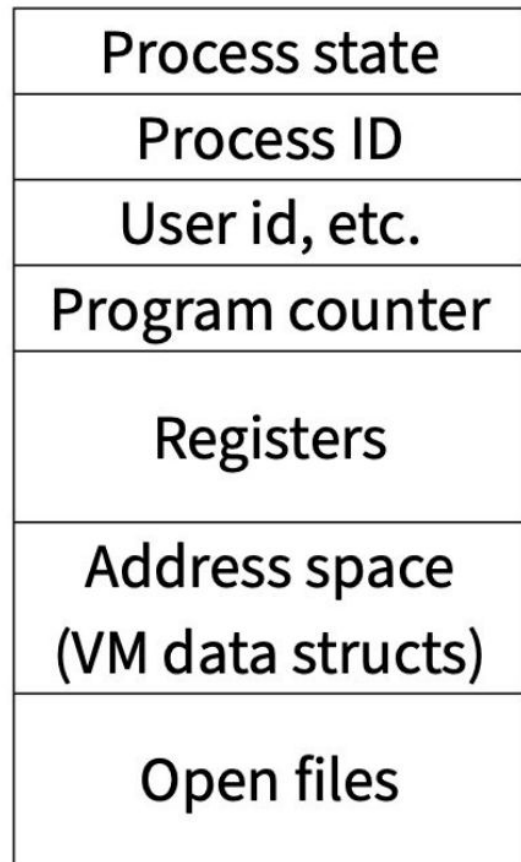 Process state
Process ID
User id, etc.
Program counter
Registers
Address space
(VM data structs)
Open files